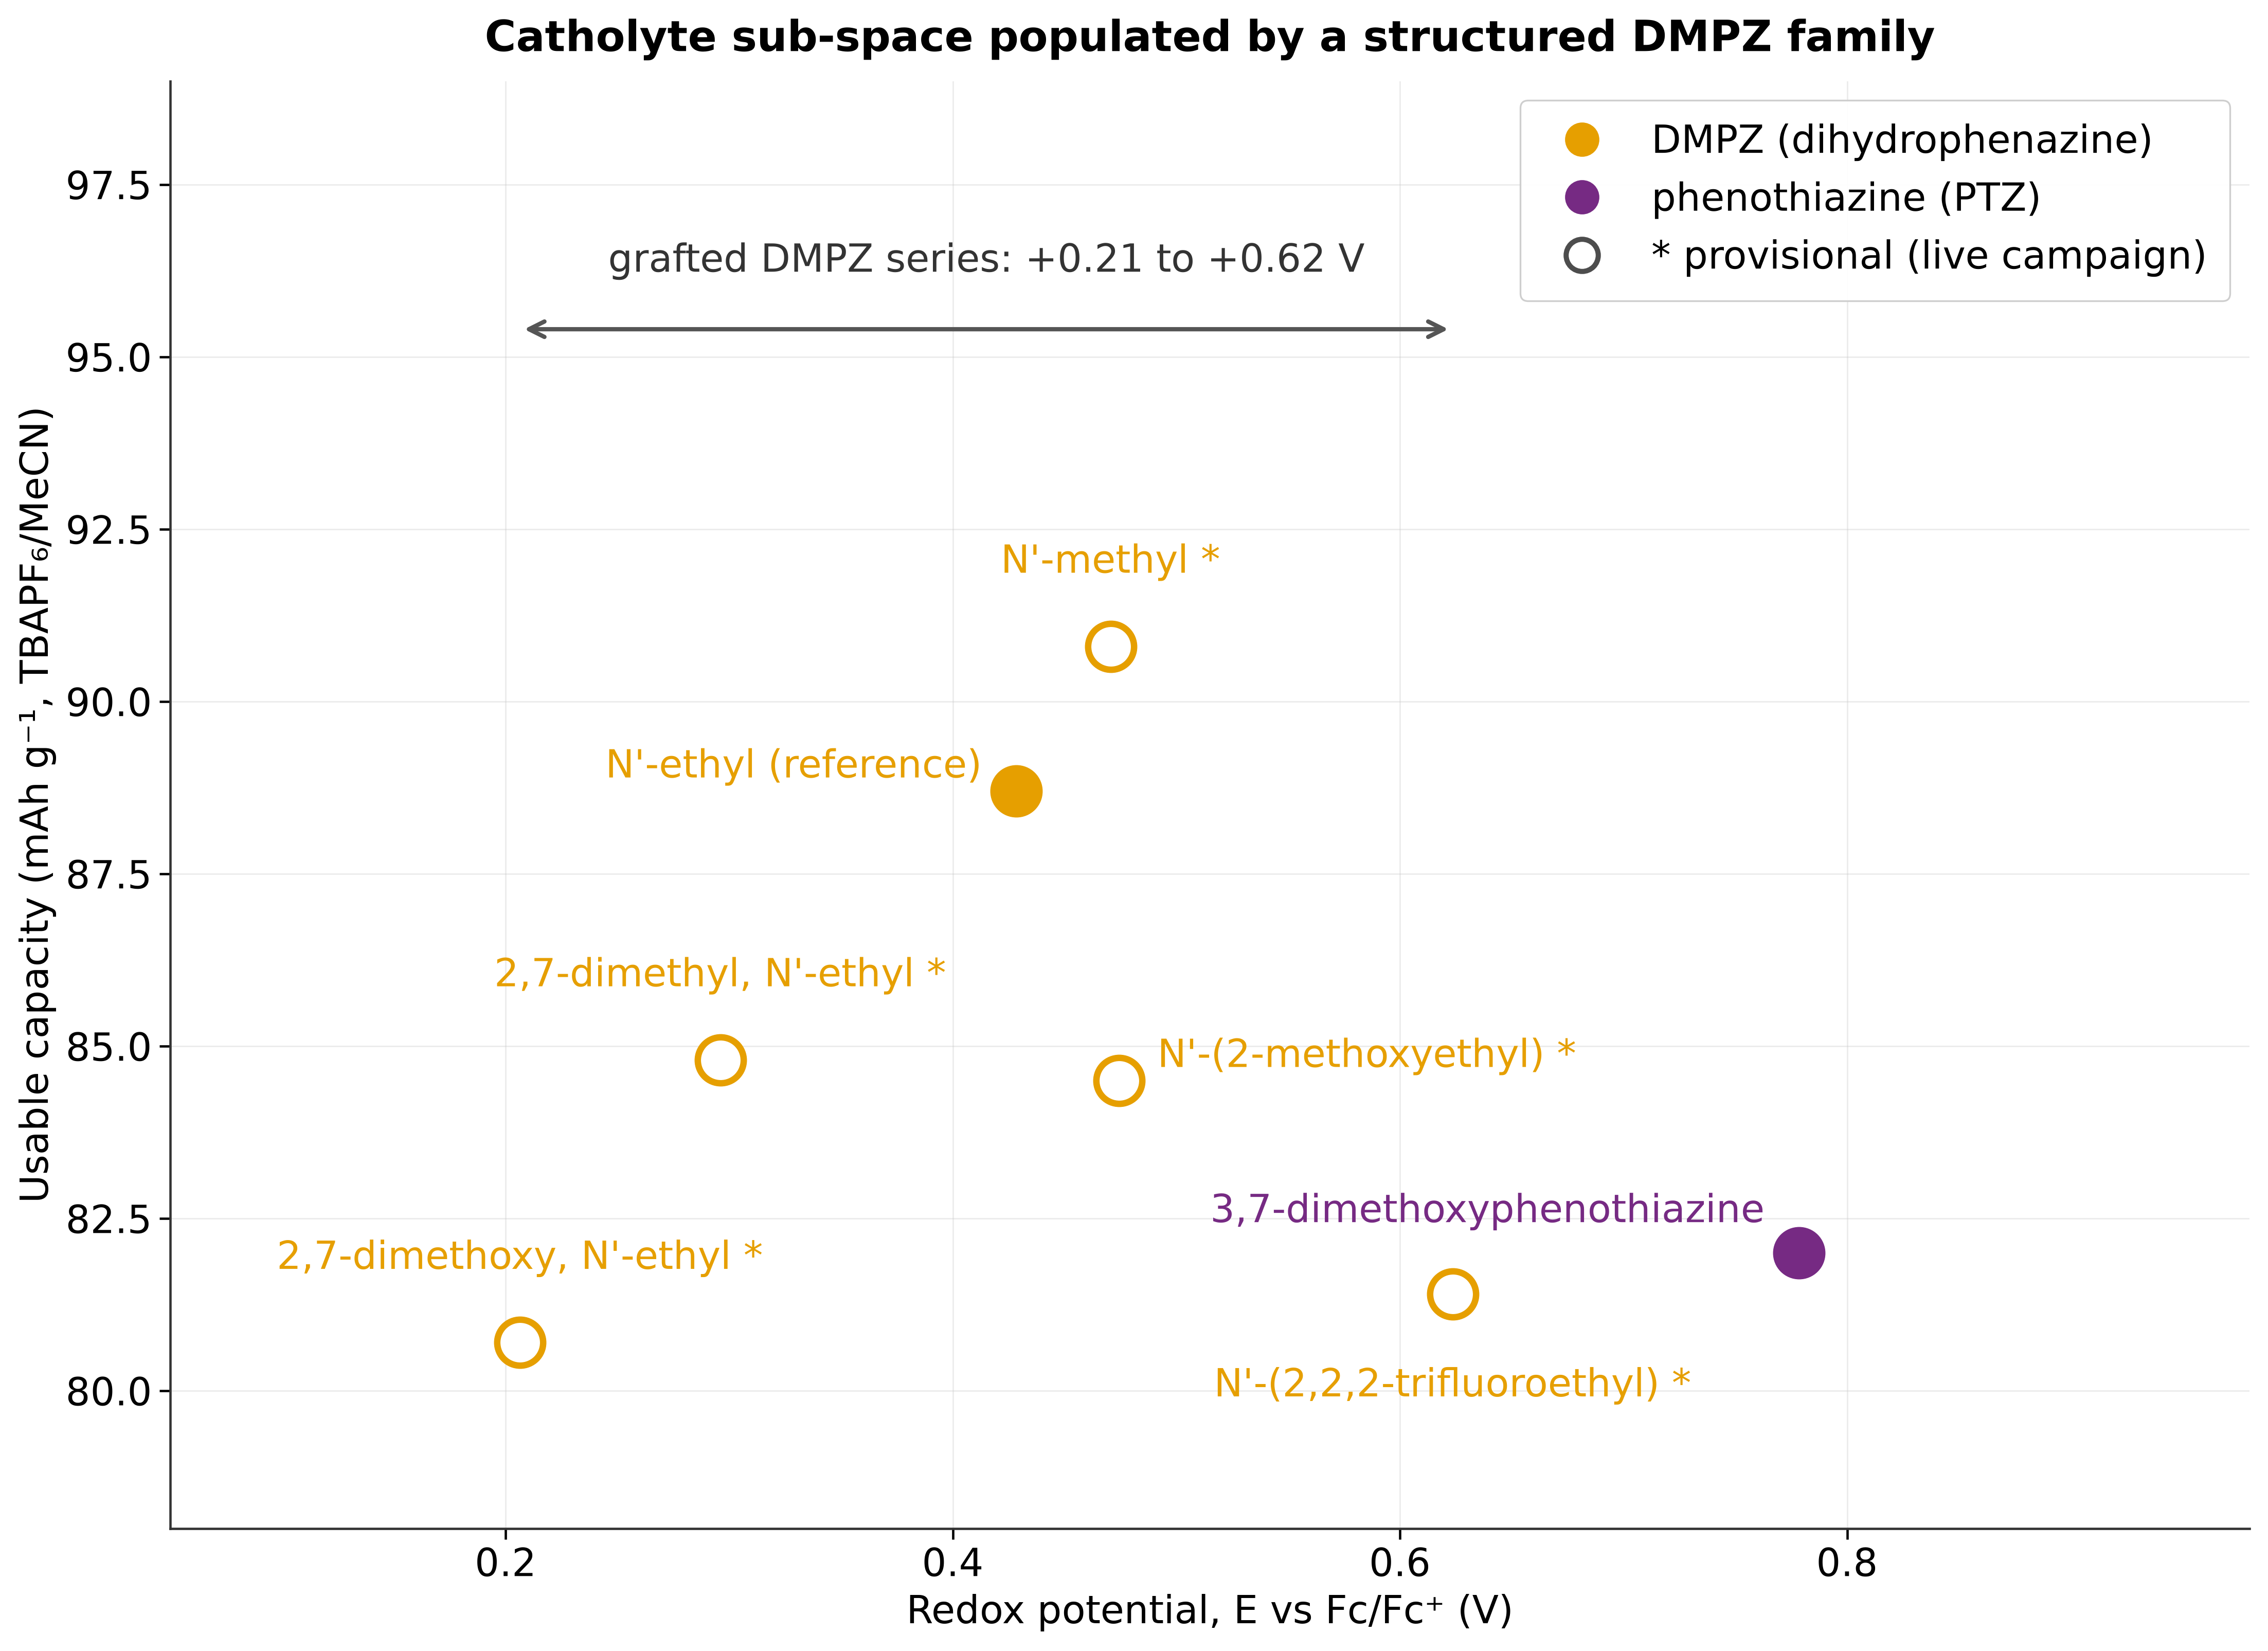 Catholyte sub-space populated by a structured DMPZ family
DMPZ (dihydrophenazine)
phenothiazine (PTZ)
* provisional (live campaign)
grafted DMPZ series: +0.21 to +0.62 V
N'-methyl *
N'-ethyl (reference)
2,7-dimethyl, N'-ethyl *
N'-(2-methoxyethyl) *
3,7-dimethoxyphenothiazine
2,7-dimethoxy, N'-ethyl *
N'-(2,2,2-trifluoroethyl) *
Usable capacity (mAh g⁻¹, TBAPF₆/MeCN)
97.5
95.0
92.5
90.0
87.5
85.0
82.5
80.0
0.2
0.4
0.6
0.8
Redox potential, E vs Fc/Fc⁺ (V)